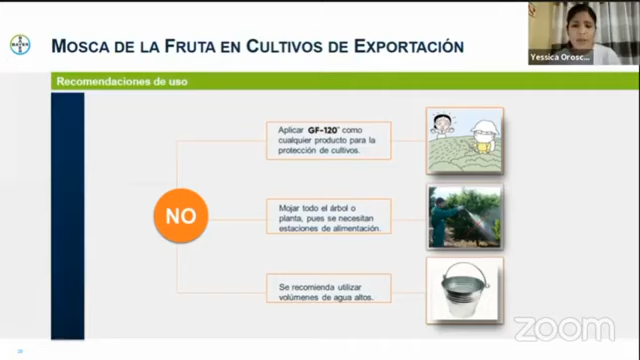 BAYER
MOSCA DE LA FRUTA EN CULTIVOS DE EXPORTACIÓN
Yessica Orosc...
Recomendaciones de uso
Aplicar GF-120™ como
cualquier producto para la
protección de cultivos.
NO
Mojar todo el árbol o
planta, pues se necesitan
estaciones de alimentación.
Se recomienda utilizar
volúmenes de agua altos.
zoom